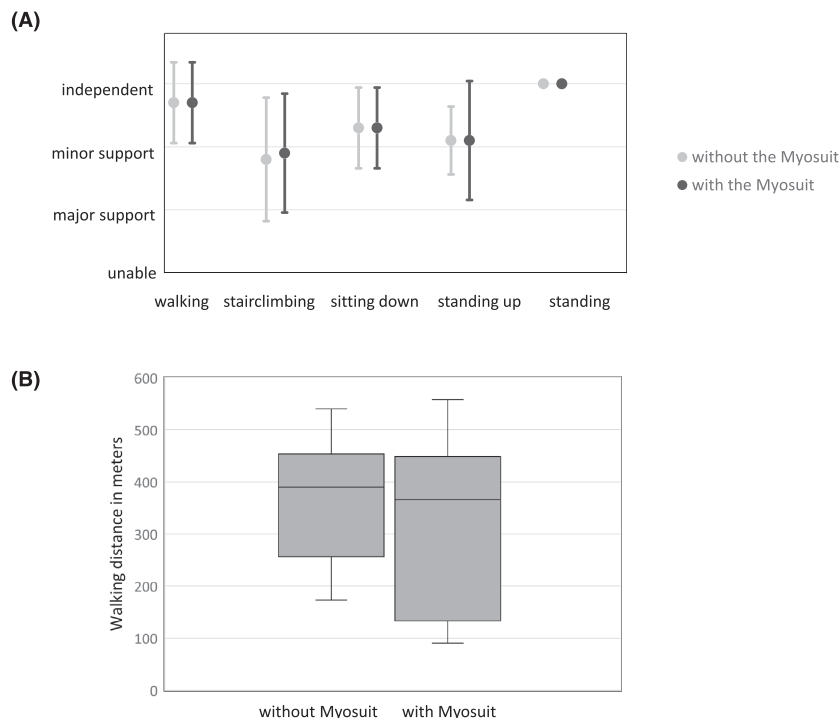 (A)
independent
minor support
major support
unable
walking stairclimbing sitting down standing up standing
without the Myosuit
with the Myosuit
(B)
Walking distance in meters
600
500
400
300
200
100
0
without Myosuit with Myosuit